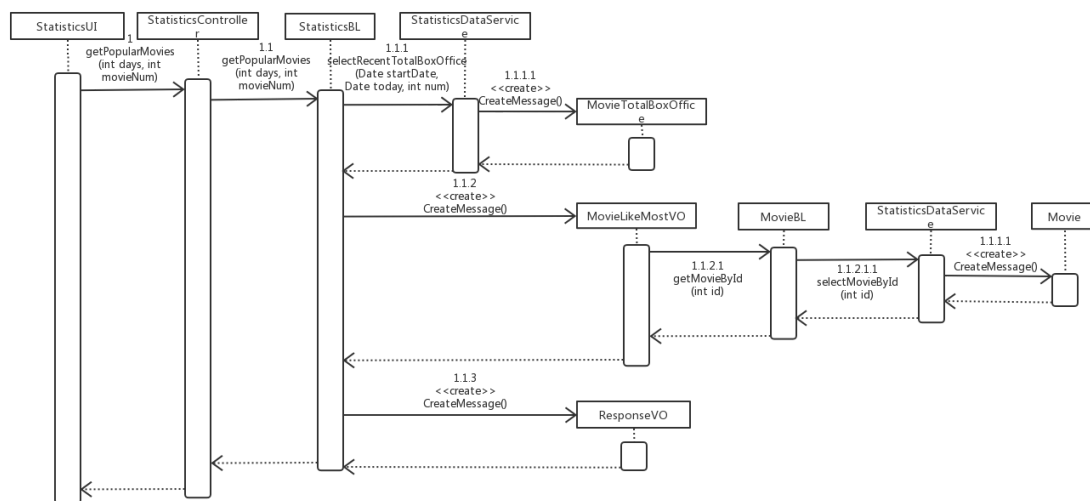 StatisticsUI
StatisticsControlle
r
StatisticsBL
StatisticsDataServic
e
1
getPopularMovies
(int days, int
movieNum)
1.1
getPopularMovies
(int days, int
movieNum)
1.1.1
selectRecentTotalBoxOffice
(Date startDate,
Date today, int num)
1.1.1.1
<<create>>
CreateMessage()
MovieTotalBoxOffic
e
1.1.2
<<create>>
CreateMessage()
MovieLikeMostVO
MovieBL
StatisticsDataServic
e
Movie
1.1.2.1
getMovieById
(int id)
1.1.2.1.1
selectMovieById
(int id)
1.1.1.1
<<create>>
CreateMessage()
1.1.3
<<create>>
CreateMessage()
ResponseVO